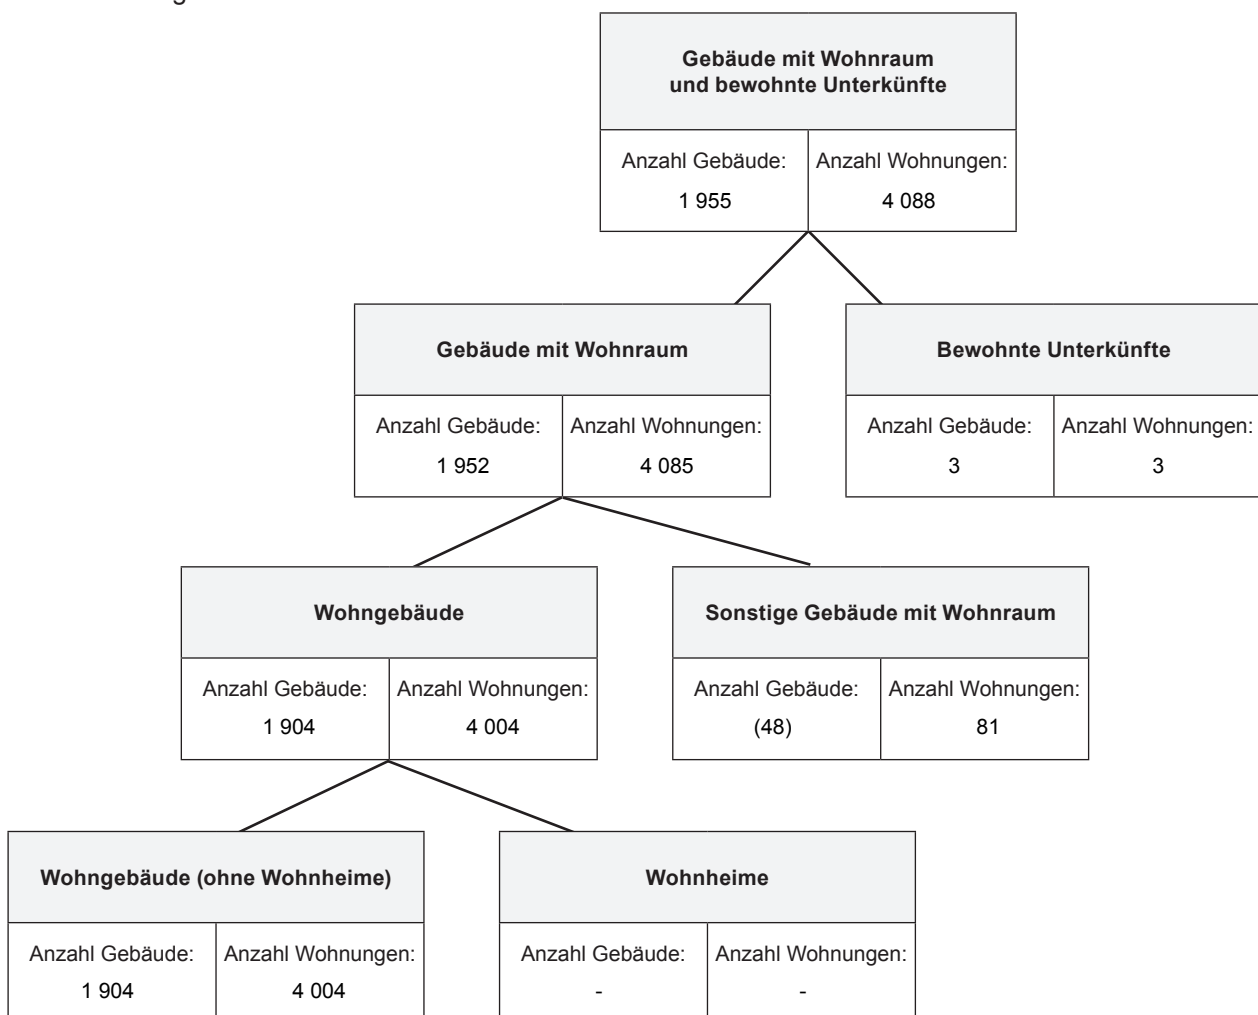 Gebäude mit Wohnraum
und bewohnte Unterkünfte
Anzahl Gebäude: Anzahl Wohnungen:
1 955 4 088
Gebäude mit Wohnraum Bewohnte Unterkünfte
Anzahl Gebäude: Anzahl Wohnungen: Anzahl Gebäude: Anzahl Wohnungen:
1 952 4 085 3 3
Wohngebäude Sonstige Gebäude mit Wohnraum
Anzahl Gebäude: Anzahl Wohnungen: Anzahl Gebäude: Anzahl Wohnungen:
1 904 4 004 (48) 81
Wohngebäude (ohne Wohnheime) Wohnheime
Anzahl Gebäude: Anzahl Wohnungen: Anzahl Gebäude: Anzahl Wohnungen:
1 904 4 004 - -